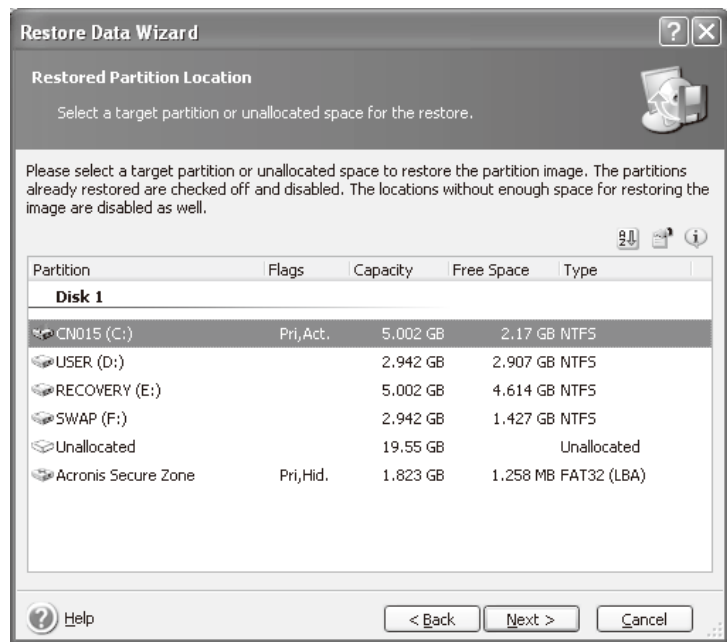 Restore Data Wizard
Restored Partition Location
Select a target partition or unallocated space for the restore.
Please select a target partition or unallocated space to restore the partition image. The partitions
already restored are checked off and disabled. The locations without enough space for restoring the
image are disabled as well.
Partition Flags Capacity Free Space Type
Disk 1
CN015 (C:) Pri,Act. 5.002 GB 2.17 GB NTFS
USER (D:) 2.942 GB 2.907 GB NTFS
RECOVERY (E:) 5.002 GB 4.614 GB NTFS
SWAP (F:) 2.942 GB 1.427 GB NTFS
Unallocated 19.55 GB Unallocated
Acronis Secure Zone Pri,Hid. 1.823 GB 1.258 MB FAT32 (LBA)
Help < Back Next > Cancel